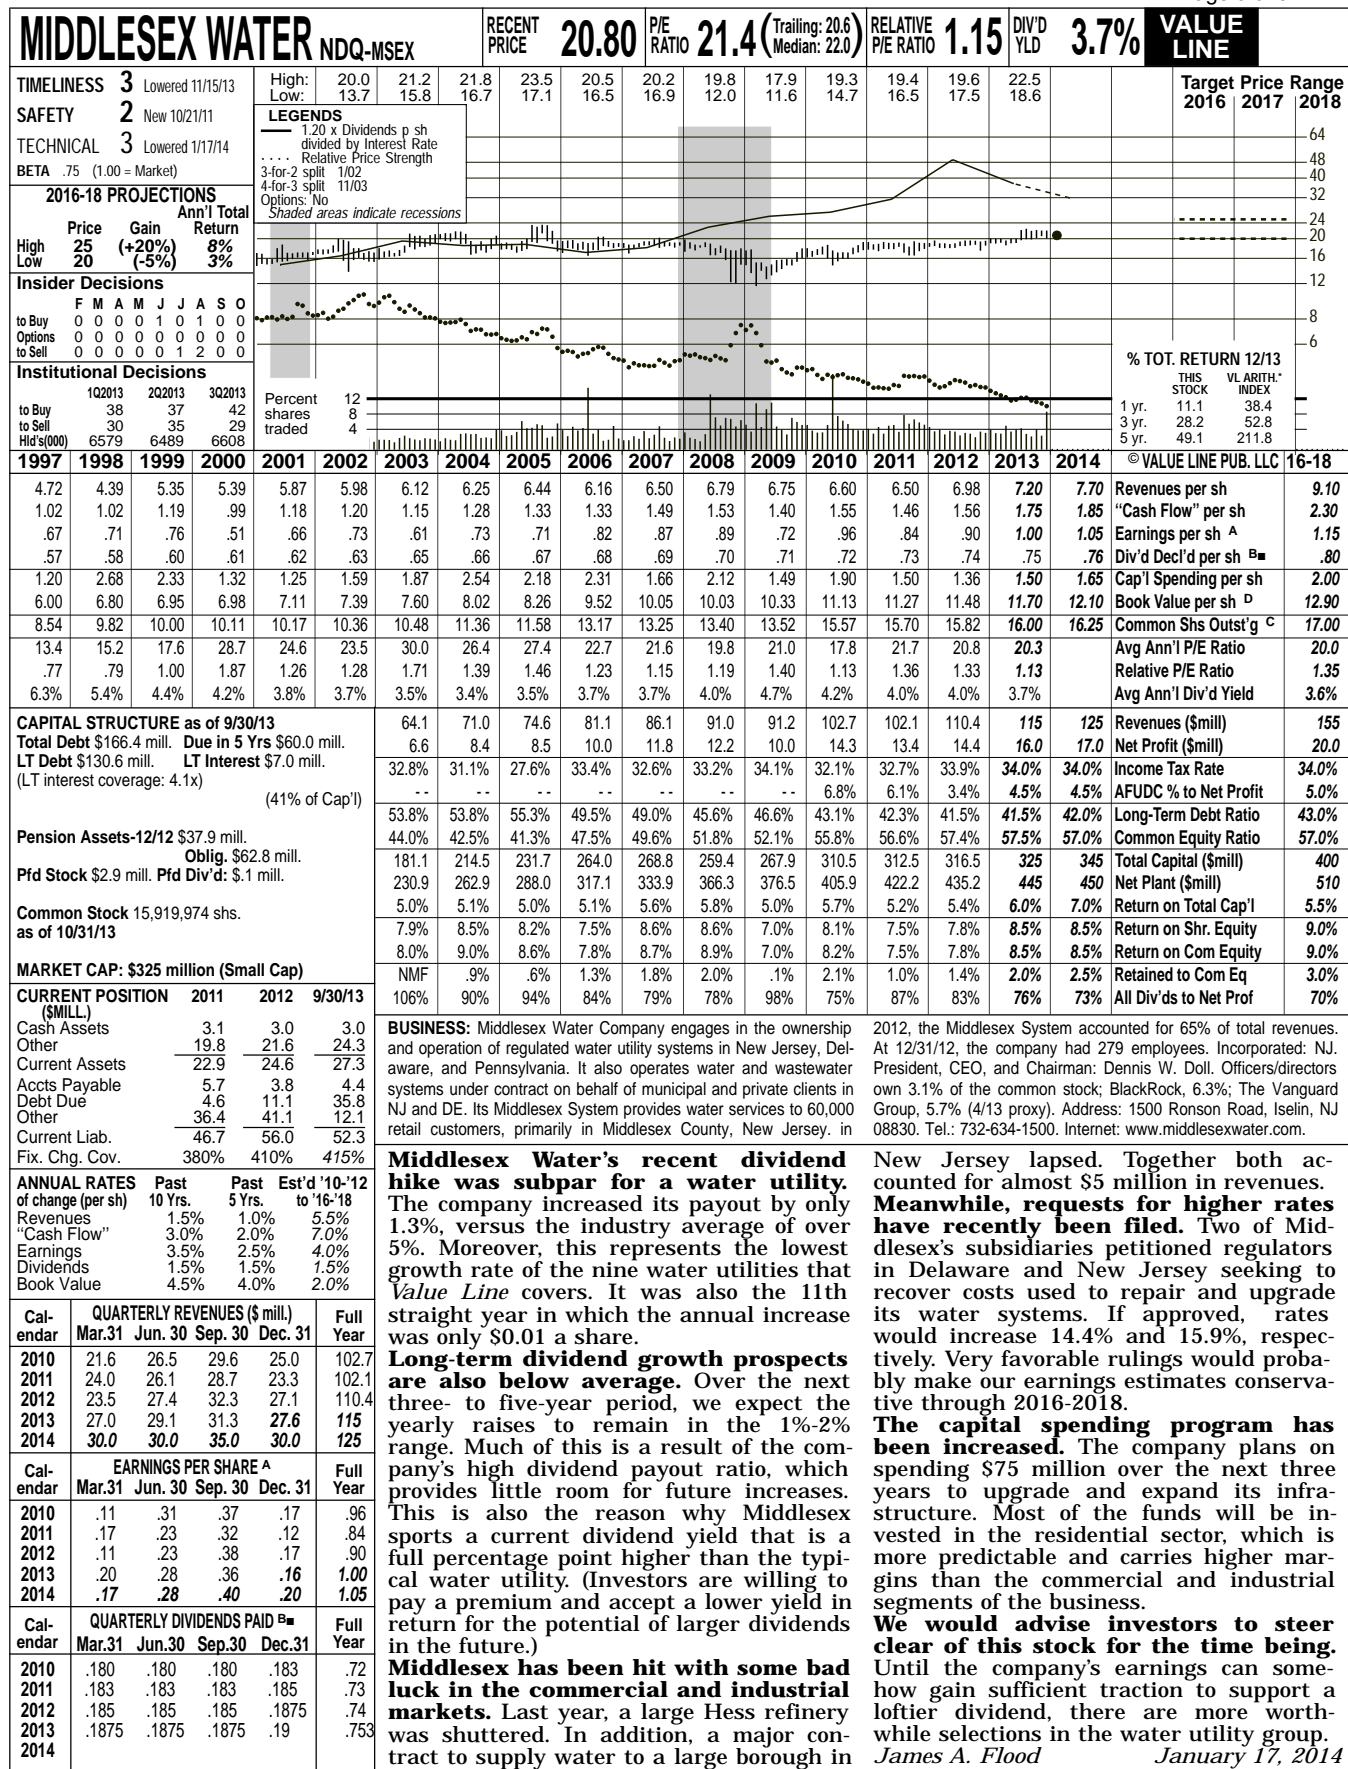 MIDDLESEX WATER NDQ-MSEX
RECENT PRICE 20.80
P/E RATIO 21.4 (Trailing: 20.6 Median: 22.0)
RELATIVE P/E RATIO 1.15
DIV'D YLD 3.7%
VALUE LINE
TIMELINESS 3 Lowered 11/15/13
SAFETY 2 New 10/21/11
TECHNICAL 3 Lowered 1/17/14
BETA .75 (1.00 = Market)
2016-18 PROJECTIONS
Ann'l Total
Price Gain Return
High 25 (+20%) 8%
Low 20 (-5%) 3%
Insider Decisions
F M A M J J A S O
to Buy 0 0 0 0 1 0 1 0 0
Options 0 0 0 0 0 0 0 0 0
to Sell 0 0 0 0 0 1 2 0 0
Institutional Decisions
1Q2013 2Q2013 3Q2013
to Buy 38 37 42
to Sell 30 35 29
Hld's(000) 6579 6489 6608
High: 20.0 21.2 21.8 23.5 20.5 20.2 19.8 17.9 19.3 19.4 19.6 22.5
Low: 13.7 15.8 16.7 17.1 16.5 16.9 12.0 11.6 14.7 16.5 17.5 18.6
LEGENDS
1.20 x Dividends p sh
divided by Interest Rate
. . . . Relative Price Strength
3-for-2 split 1/02
4-for-3 split 11/03
Options: No
Shaded areas indicate recessions
Target Price Range
2016 2017 2018
64
48
40
32
24
20
16
12
8
6
Percent shares traded
12
8
4
% TOT. RETURN 12/13
THIS STOCK VL ARITH.* INDEX
1 yr. 11.1 38.4
3 yr. 28.2 52.8
5 yr. 49.1 211.8
1997 1998 1999 2000 2001 2002 2003 2004 2005 2006 2007 2008 2009 2010 2011 2012 2013 2014 © VALUE LINE PUB. LLC 16-18
4.72 4.39 5.35 5.39 5.87 5.98 6.12 6.25 6.44 6.16 6.50 6.79 6.75 6.60 6.50 6.98 7.20 7.70 Revenues per sh 9.10
1.02 1.02 1.19 .99 1.18 1.20 1.15 1.28 1.33 1.33 1.49 1.53 1.40 1.55 1.46 1.56 1.75 1.85 "Cash Flow" per sh 2.30
.67 .71 .76 .51 .66 .73 .61 .73 .71 .82 .87 .89 .72 .96 .84 .90 1.00 1.05 Earnings per sh A 1.15
.57 .58 .60 .61 .62 .63 .65 .66 .67 .68 .69 .70 .71 .72 .73 .74 .75 .76 Div'd Decl'd per sh B■ .80
1.20 2.68 2.33 1.32 1.25 1.59 1.87 2.54 2.18 2.31 1.66 2.12 1.49 1.90 1.50 1.36 1.50 1.65 Cap'l Spending per sh 2.00
6.00 6.80 6.95 6.98 7.11 7.39 7.60 8.02 8.26 9.52 10.05 10.03 10.33 11.13 11.27 11.48 11.70 12.10 Book Value per sh D 12.90
8.54 9.82 10.00 10.11 10.17 10.36 10.48 11.36 11.58 13.17 13.25 13.40 13.52 15.57 15.70 15.82 16.00 16.25 Common Shs Outst'g C 17.00
13.4 15.2 17.6 28.7 24.6 23.5 30.0 26.4 27.4 22.7 21.6 19.8 21.0 17.8 21.7 20.8 20.3 Avg Ann'l P/E Ratio 20.0
.77 .79 1.00 1.87 1.26 1.28 1.71 1.39 1.46 1.23 1.15 1.19 1.40 1.13 1.36 1.33 1.13 Relative P/E Ratio 1.35
6.3% 5.4% 4.4% 4.2% 3.8% 3.7% 3.5% 3.4% 3.5% 3.7% 3.7% 4.0% 4.7% 4.2% 4.0% 4.0% 3.7% Avg Ann'l Div'd Yield 3.6%
CAPITAL STRUCTURE as of 9/30/13
Total Debt $166.4 mill. Due in 5 Yrs $60.0 mill.
LT Debt $130.6 mill. LT Interest $7.0 mill.
(LT interest coverage: 4.1x)
(41% of Cap'l)
Pension Assets-12/12 $37.9 mill.
Oblig. $62.8 mill.
Pfd Stock $2.9 mill. Pfd Div'd: $.1 mill.
Common Stock 15,919,974 shs.
as of 10/31/13
MARKET CAP: $325 million (Small Cap)
64.1 71.0 74.6 81.1 86.1 91.0 91.2 102.7 102.1 110.4 115 125 Revenues ($mill) 155
6.6 8.4 8.5 10.0 11.8 12.2 10.0 14.3 13.4 14.4 16.0 17.0 Net Profit ($mill) 20.0
32.8% 31.1% 27.6% 33.4% 32.6% 33.2% 34.1% 32.1% 32.7% 33.9% 34.0% 34.0% Income Tax Rate 34.0%
- - - - - - - - - - - - - - 6.8% 6.1% 3.4% 4.5% 4.5% AFUDC % to Net Profit 5.0%
53.8% 53.8% 55.3% 49.5% 49.0% 45.6% 46.6% 43.1% 42.3% 41.5% 41.5% 42.0% Long-Term Debt Ratio 43.0%
44.0% 42.5% 41.3% 47.5% 49.6% 51.8% 52.1% 55.8% 56.6% 57.4% 57.5% 57.0% Common Equity Ratio 57.0%
181.1 214.5 231.7 264.0 268.8 259.4 267.9 310.5 312.5 316.5 325 345 Total Capital ($mill) 400
230.9 262.9 288.0 317.1 333.9 366.3 376.5 405.9 422.2 435.2 445 450 Net Plant ($mill) 510
5.0% 5.1% 5.0% 5.1% 5.6% 5.8% 5.0% 5.7% 5.2% 5.4% 6.0% 7.0% Return on Total Cap'l 5.5%
7.9% 8.5% 8.2% 7.5% 8.6% 8.6% 7.0% 8.1% 7.5% 7.8% 8.5% 8.5% Return on Shr. Equity 9.0%
8.0% 9.0% 8.6% 7.8% 8.7% 8.9% 7.0% 8.2% 7.5% 7.8% 8.5% 8.5% Return on Com Equity 9.0%
NMF .9% .6% 1.3% 1.8% 2.0% .1% 2.1% 1.0% 1.4% 2.0% 2.5% Retained to Com Eq 3.0%
106% 90% 94% 84% 79% 78% 98% 75% 87% 83% 76% 73% All Div'ds to Net Prof 70%
CURRENT POSITION 2011 2012 9/30/13
($MILL.)
Cash Assets 3.1 3.0 3.0
Other 19.8 21.6 24.3
Current Assets 22.9 24.6 27.3
Accts Payable 5.7 3.8 4.4
Debt Due 4.6 11.1 35.8
Other 36.4 41.1 12.1
Current Liab. 46.7 56.0 52.3
Fix. Chg. Cov. 380% 410% 415%
ANNUAL RATES Past Past Est'd '10-'12
of change (per sh) 10 Yrs. 5 Yrs. to '16-'18
Revenues 1.5% 1.0% 5.5%
"Cash Flow" 3.0% 2.0% 7.0%
Earnings 3.5% 2.5% 4.0%
Dividends 1.5% 1.5% 1.5%
Book Value 4.5% 4.0% 2.0%
Cal- endar QUARTERLY REVENUES ($ mill.) Full Year
Mar.31 Jun. 30 Sep. 30 Dec. 31
2010 21.6 26.5 29.6 25.0 102.7
2011 24.0 26.1 28.7 23.3 102.1
2012 23.5 27.4 32.3 27.1 110.4
2013 27.0 29.1 31.3 27.6 115
2014 30.0 30.0 35.0 30.0 125
Cal- endar EARNINGS PER SHARE A Full Year
Mar.31 Jun. 30 Sep. 30 Dec. 31
2010 .11 .31 .37 .17 .96
2011 .17 .23 .32 .12 .84
2012 .11 .23 .38 .17 .90
2013 .20 .28 .36 .16 1.00
2014 .17 .28 .40 .20 1.05
Cal- endar QUARTERLY DIVIDENDS PAID B■ Full Year
Mar.31 Jun.30 Sep.30 Dec.31
2010 .180 .180 .180 .183 .72
2011 .183 .183 .183 .185 .73
2012 .185 .185 .185 .1875 .74
2013 .1875 .1875 .1875 .19 .753
2014
BUSINESS: Middlesex Water Company engages in the ownership
and operation of regulated water utility systems in New Jersey, Del-
aware, and Pennsylvania. It also operates water and wastewater
systems under contract on behalf of municipal and private clients in
NJ and DE. Its Middlesex System provides water services to 60,000
retail customers, primarily in Middlesex County, New Jersey. in
2012, the Middlesex System accounted for 65% of total revenues.
At 12/31/12, the company had 279 employees. Incorporated: NJ.
President, CEO, and Chairman: Dennis W. Doll. Officers/directors
own 3.1% of the common stock; BlackRock, 6.3%; The Vanguard
Group, 5.7% (4/13 proxy). Address: 1500 Ronson Road, Iselin, NJ
08830. Tel.: 732-634-1500. Internet: www.middlesexwater.com.
Middlesex Water's recent dividend
hike was subpar for a water utility.
The company increased its payout by only
1.3%, versus the industry average of over
5%. Moreover, this represents the lowest
growth rate of the nine water utilities that
Value Line covers. It was also the 11th
straight year in which the annual increase
was only $0.01 a share.
Long-term dividend growth prospects
are also below average. Over the next
three- to five-year period, we expect the
yearly raises to remain in the 1%-2%
range. Much of this is a result of the com-
pany's high dividend payout ratio, which
provides little room for future increases.
This is also the reason why Middlesex
sports a current dividend yield that is a
full percentage point higher than the typi-
cal water utility. (Investors are willing to
pay a premium and accept a lower yield in
return for the potential of larger dividends
in the future.)
Middlesex has been hit with some bad
luck in the commercial and industrial
markets. Last year, a large Hess refinery
was shuttered. In addition, a major con-
tract to supply water to a large borough in
New Jersey lapsed. Together both ac-
counted for almost $5 million in revenues.
Meanwhile, requests for higher rates
have recently been filed. Two of Mid-
dlesex's subsidiaries petitioned regulators
in Delaware and New Jersey seeking to
recover costs used to repair and upgrade
its water systems. If approved, rates
would increase 14.4% and 15.9%, respec-
tively. Very favorable rulings would proba-
bly make our earnings estimates conserva-
tive through 2016-2018.
The capital spending program has
been increased. The company plans on
spending $75 million over the next three
years to upgrade and expand its infra-
structure. Most of the funds will be in-
vested in the residential sector, which is
more predictable and carries higher mar-
gins than the commercial and industrial
segments of the business.
We would advise investors to steer
clear of this stock for the time being.
Until the company's earnings can some-
how gain sufficient traction to support a
loftier dividend, there are more worth-
while selections in the water utility group.
James A. Flood January 17, 2014